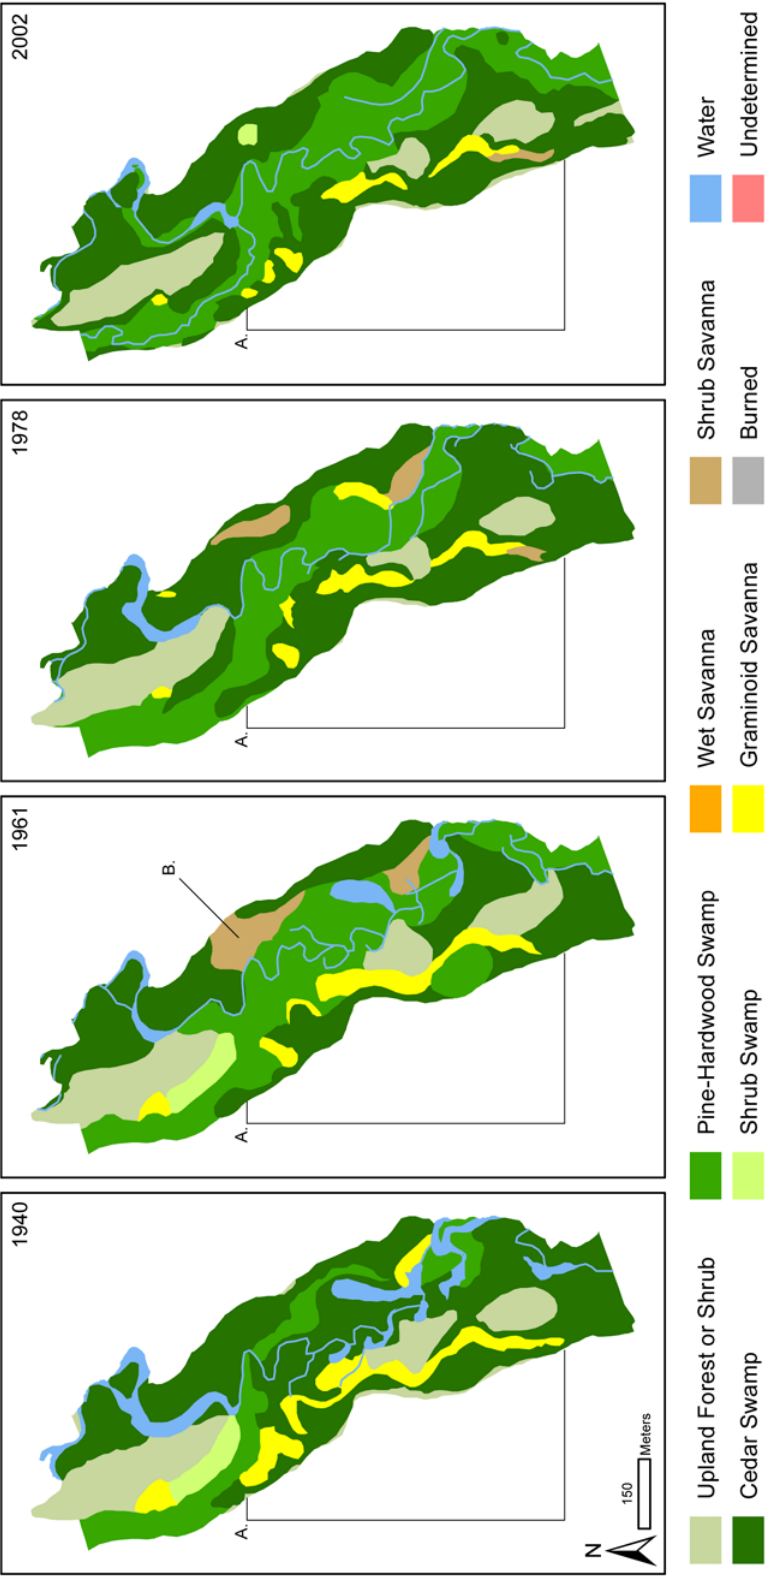 1940
1961
1978
2002
A.
A.
B.
A.
A.
N
150
Meters
Upland Forest or Shrub
Pine-Hardwood Swamp
Wet Savanna
Shrub Savanna
Water
Cedar Swamp
Shrub Swamp
Graminoid Savanna
Burned
Undetermined